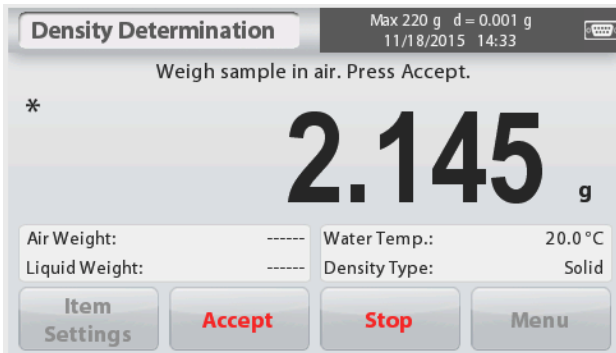 Density Determination
Max 220 g d = 0.001 g
11/18/2015 14:33
Weigh sample in air. Press Accept.
*
2.145 g
Air Weight: ------ Water Temp.: 20.0 °C
Liquid Weight: ------ Density Type: Solid
Item Settings
Accept
Stop
Menu